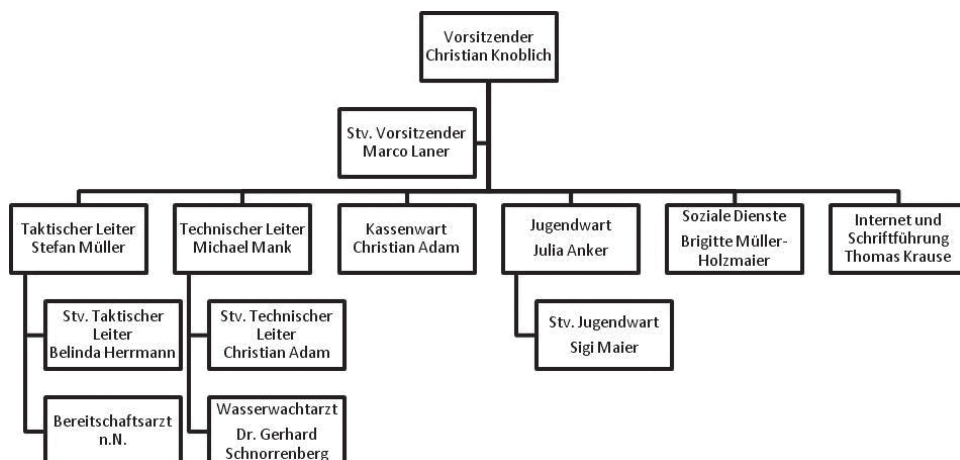 Vorsitzender
Christian Knoblich
Stv. Vorsitzender
Marco Laner
Taktischer Leiter
Stefan Müller
Technischer Leiter
Michael Mank
Kassenwart
Christian Adam
Jugendwart
Julia Anker
Soziale Dienste
Brigitte Müller-
Holzmaier
Internet und
Schriftführung
Thomas Krause
Stv. Taktischer
Leiter
Belinda Herrmann
Stv. Technischer
Leiter
Christian Adam
Stv. Jugendwart
Sigi Maier
Bereitschaftsarzt
n.N.
Wasserwachtarzt
Dr. Gerhard
Schnorrenberg